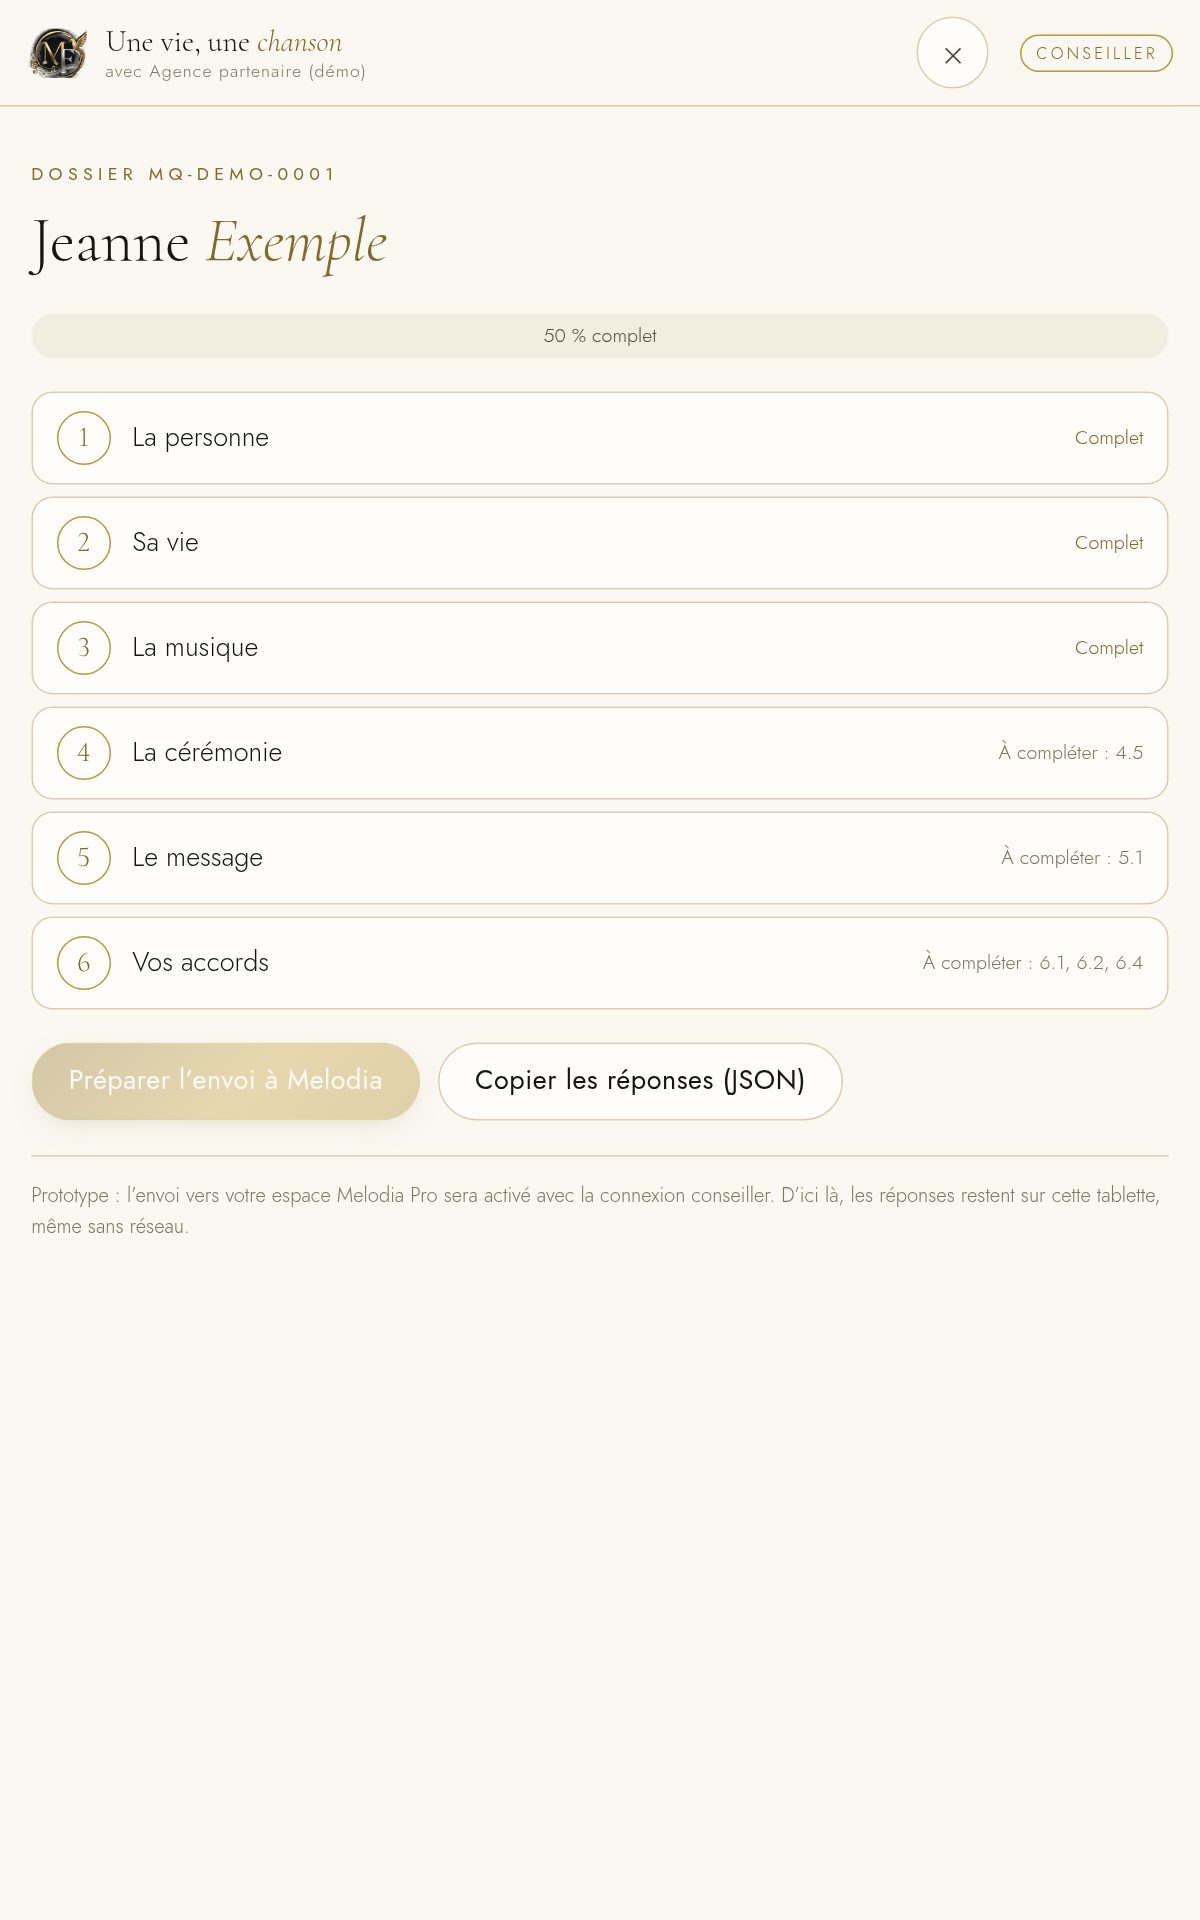 MF
Une vie, une chanson
avec Agence partenaire (démo)
×
CONSEILLER
DOSSIER MQ-DEMO-0001
Jeanne Exemple
50 % complet
1 La personne Complet
2 Sa vie Complet
3 La musique Complet
4 La cérémonie À compléter : 4.5
5 Le message À compléter : 5.1
6 Vos accords À compléter : 6.1, 6.2, 6.4
Préparer l’envoi à Melodia
Copier les réponses (JSON)
Prototype : l’envoi vers votre espace Melodia Pro sera activé avec la connexion conseiller. D’ici là, les réponses restent sur cette tablette,
même sans réseau.